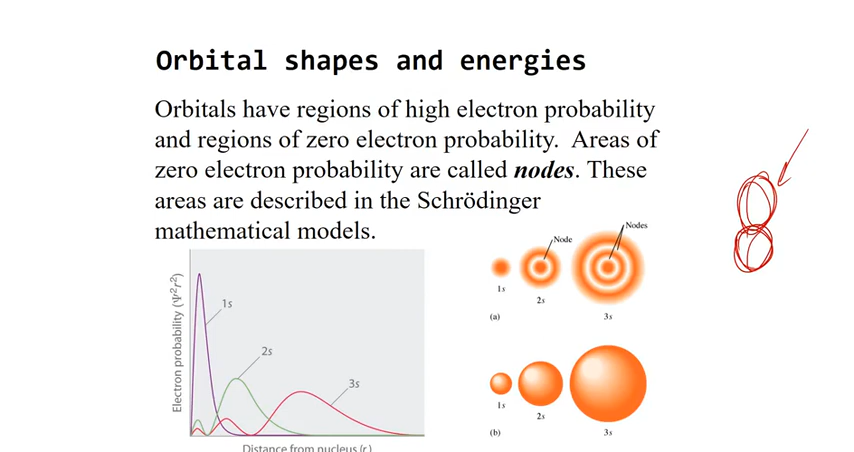 Orbital shapes and energies
Orbitals have regions of high electron probability
and regions of zero electron probability.  Areas of
zero electron probability are called nodes. These
areas are described in the Schrödinger
mathematical models.
Electron probability (Ψ²r²)
1s
2s
3s
Distance from nucleus (r)
Node
Nodes
1s
2s
3s
(a)
1s
2s
3s
(b)